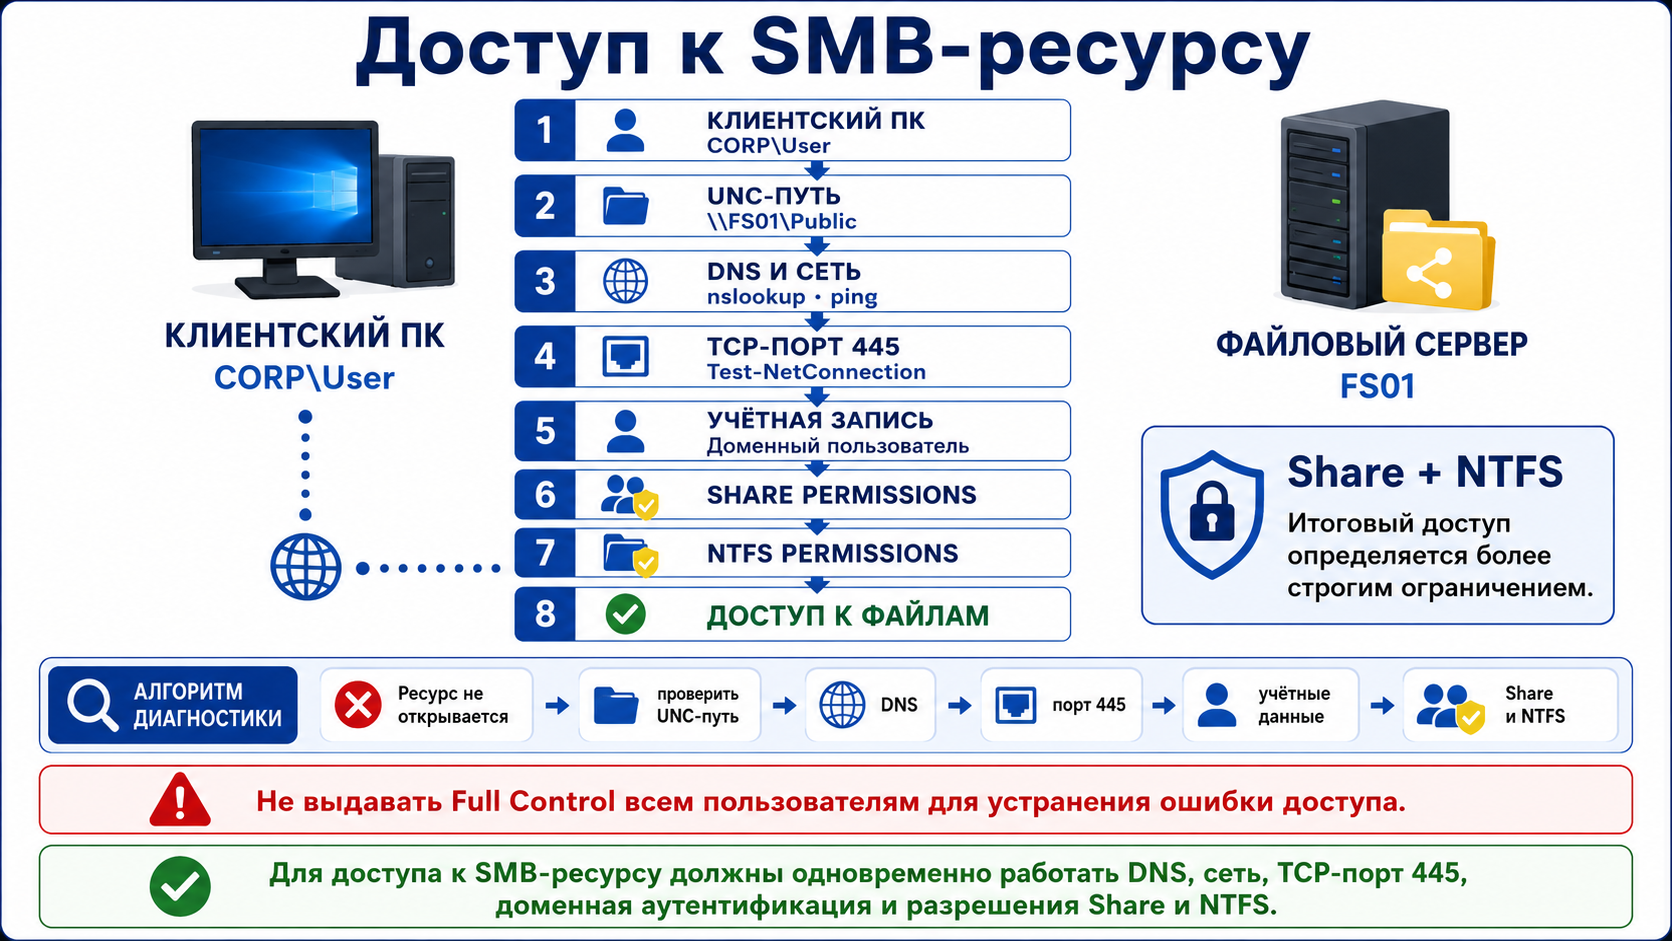 Доступ к SMB-ресурсу
КЛИЕНТСКИЙ ПК
CORP\User
1
КЛИЕНТСКИЙ ПК
CORP\User
2
UNC-ПУТЬ
\\FS01\Public
3
DNS И СЕТЬ
nslookup • ping
4
TCP-ПОРТ 445
Test-NetConnection
5
УЧЁТНАЯ ЗАПИСЬ
Доменный пользователь
6
SHARE PERMISSIONS
7
NTFS PERMISSIONS
8
ДОСТУП К ФАЙЛАМ
ФАЙЛОВЫЙ СЕРВЕР
FS01
Share + NTFS
Итоговый доступ
определяется более
строгим ограничением.
АЛГОРИТМ
ДИАГНОСТИКИ
Ресурс не
открывается
проверить
UNC-путь
DNS
порт 445
учётные
данные
Share
и NTFS
Не выдавать Full Control всем пользователям для устранения ошибки доступа.
Для доступа к SMB-ресурсу должны одновременно работать DNS, сеть, TCP-порт 445,
доменная аутентификация и разрешения Share и NTFS.